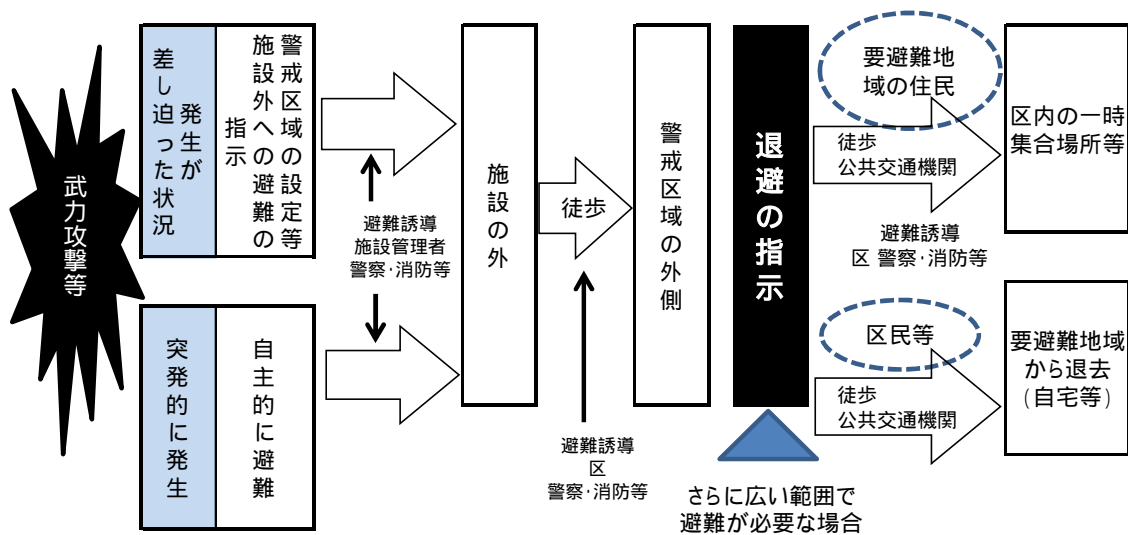 武力攻撃等
差し迫った状況
発生が
警戒区域の設定等
施設外への避難の
指示
突発的に発生
自主的に避難
避難誘導
施設管理者
警察･消防等
施設の外
徒歩
避難誘導
区
警察･消防等
警戒区域の外側
退避の指示
さらに広い範囲で
避難が必要な場合
要避難地
域の住民
徒歩
公共交通機関
避難誘導
区 警察･消防等
区内の一時
集合場所等
区民等
徒歩
公共交通機関
要避難地域
から退去
(自宅等)